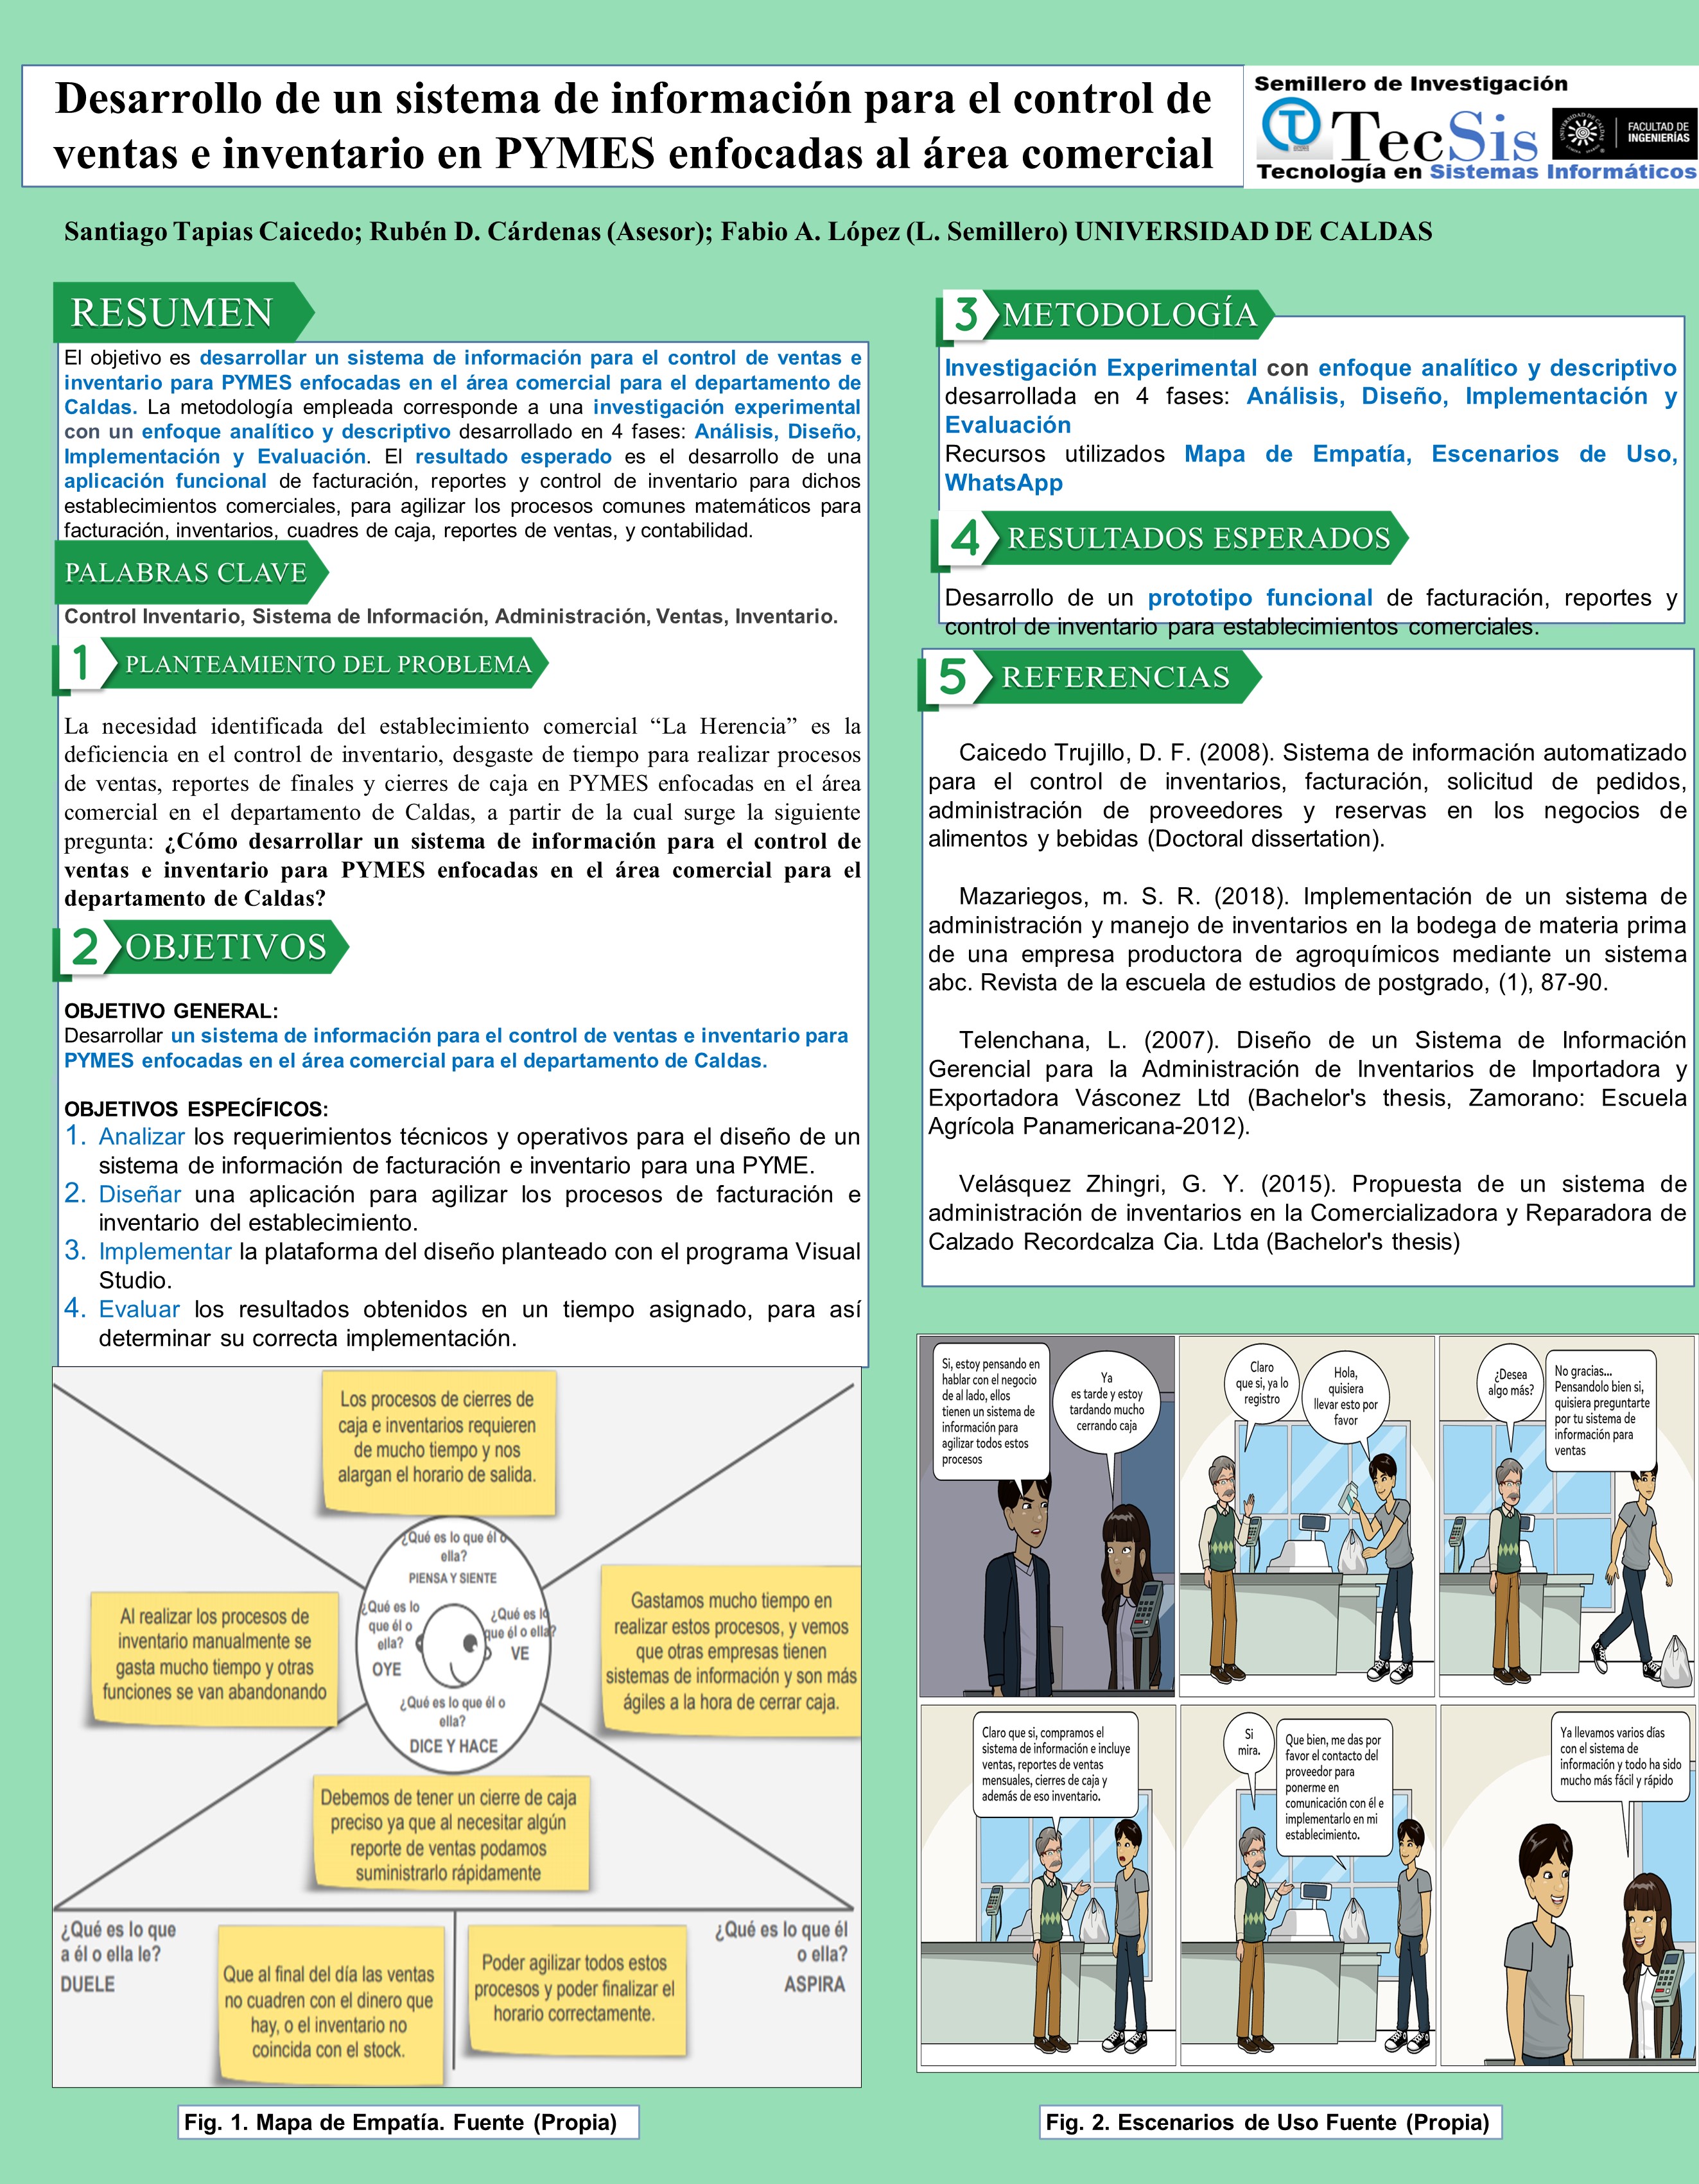 Desarrollo de un sistema de información para el control de
ventas e inventario en PYMES enfocadas al área comercial
Semillero de Investigación
TecSis
FACULTAD DE
INGENIERÍAS
Tecnología en Sistemas Informáticos
Santiago Tapias Caicedo; Rubén D. Cárdenas (Asesor); Fabio A. López (L. Semillero) UNIVERSIDAD DE CALDAS
RESUMEN
El objetivo es desarrollar un sistema de información para el control de ventas e
inventario para PYMES enfocadas en el área comercial para el departamento de
Caldas. La metodología empleada corresponde a una investigación experimental
con un enfoque analítico y descriptivo desarrollado en 4 fases: Análisis, Diseño,
Implementación y Evaluación. El resultado esperado es el desarrollo de una
aplicación funcional de facturación, reportes y control de inventario para dichos
establecimientos comerciales, para agilizar los procesos comunes matemáticos para
facturación, inventarios, cuadres de caja, reportes de ventas, y contabilidad.
PALABRAS CLAVE
Control Inventario, Sistema de Información, Administración, Ventas, Inventario.
1 PLANTEAMIENTO DEL PROBLEMA
La necesidad identificada del establecimiento comercial “La Herencia” es la
deficiencia en el control de inventario, desgaste de tiempo para realizar procesos
de ventas, reportes de finales y cierres de caja en PYMES enfocadas en el área
comercial en el departamento de Caldas, a partir de la cual surge la siguiente
pregunta: ¿Cómo desarrollar un sistema de información para el control de
ventas e inventario para PYMES enfocadas en el área comercial para el
departamento de Caldas?
2 OBJETIVOS
OBJETIVO GENERAL:
Desarrollar un sistema de información para el control de ventas e inventario para
PYMES enfocadas en el área comercial para el departamento de Caldas.
OBJETIVOS ESPECÍFICOS:
1. Analizar los requerimientos técnicos y operativos para el diseño de un
sistema de información de facturación e inventario para una PYME.
2. Diseñar una aplicación para agilizar los procesos de facturación e
inventario del establecimiento.
3. Implementar la plataforma del diseño planteado con el programa Visual
Studio.
4. Evaluar los resultados obtenidos en un tiempo asignado, para así
determinar su correcta implementación.
Los procesos de cierres de
caja e inventarios requieren
de mucho tiempo y nos
alargan el horario de salida.
¿Qué es lo que él o
ella?
PIENSA Y SIENTE
Al realizar los procesos de
inventario manualmente se
gasta mucho tiempo y otras
funciones se van abandonando
¿Qué es lo
que él o
ella?
OYE
¿Qué es lo
que él o ella?
VE
Gastamos mucho tiempo en
realizar estos procesos, y vemos
que otras empresas tienen
sistemas de información y son más
ágiles a la hora de cerrar caja.
¿Qué es lo que él o
ella?
DICE Y HACE
Debemos de tener un cierre de caja
preciso ya que al necesitar algún
reporte de ventas podamos
suministrarlo rápidamente
¿Qué es lo que
a él o ella le?
DUELE
Que al final del día las ventas
no cuadren con el dinero que
hay, o el inventario no
coincida con el stock.
Poder agilizar todos estos
procesos y poder finalizar el
horario correctamente.
¿Qué es lo que él
o ella?
ASPIRA
Fig. 1. Mapa de Empatía. Fuente (Propia)
3 METODOLOGÍA
Investigación Experimental con enfoque analítico y descriptivo
desarrollada en 4 fases: Análisis, Diseño, Implementación y
Evaluación
Recursos utilizados Mapa de Empatía, Escenarios de Uso,
WhatsApp
4 RESULTADOS ESPERADOS
Desarrollo de un prototipo funcional de facturación, reportes y
control de inventario para establecimientos comerciales.
5 REFERENCIAS
Caicedo Trujillo, D. F. (2008). Sistema de información automatizado
para el control de inventarios, facturación, solicitud de pedidos,
administración de proveedores y reservas en los negocios de
alimentos y bebidas (Doctoral dissertation).
Mazariegos, m. S. R. (2018). Implementación de un sistema de
administración y manejo de inventarios en la bodega de materia prima
de una empresa productora de agroquímicos mediante un sistema
abc. Revista de la escuela de estudios de postgrado, (1), 87-90.
Telenchana, L. (2007). Diseño de un Sistema de Información
Gerencial para la Administración de Inventarios de Importadora y
Exportadora Vásconez Ltd (Bachelor's thesis, Zamorano: Escuela
Agrícola Panamericana-2012).
Velásquez Zhingri, G. Y. (2015). Propuesta de un sistema de
administración de inventarios en la Comercializadora y Reparadora de
Calzado Recordcalza Cia. Ltda (Bachelor's thesis)
Si, estoy pensando en
hablar con el negocio
de al lado, ellos
tienen un sistema de
información para
agilizar todos estos
procesos
Ya
es tarde y estoy
tardando mucho
cerrando caja
Claro
que si, ya lo
registro
Hola,
quisiera
llevar esto por
favor
¿Desea
algo más?
No gracias...
Pensandolo bien si,
quisiera preguntarte
por tu sistema de
información para
ventas
Claro que si, compramos el
sistema de información e incluye
ventas, reportes de ventas
mensuales, cierres de caja y
además de eso inventario.
Si
mira.
Que bien, me das por
favor el contacto del
proveedor para
ponerme en
comunicación con él e
implementarlo en mi
establecimiento.
Ya llevamos varios días
con el sistema de
información y todo ha sido
mucho más fácil y rápido
Fig. 2. Escenarios de Uso Fuente (Propia)